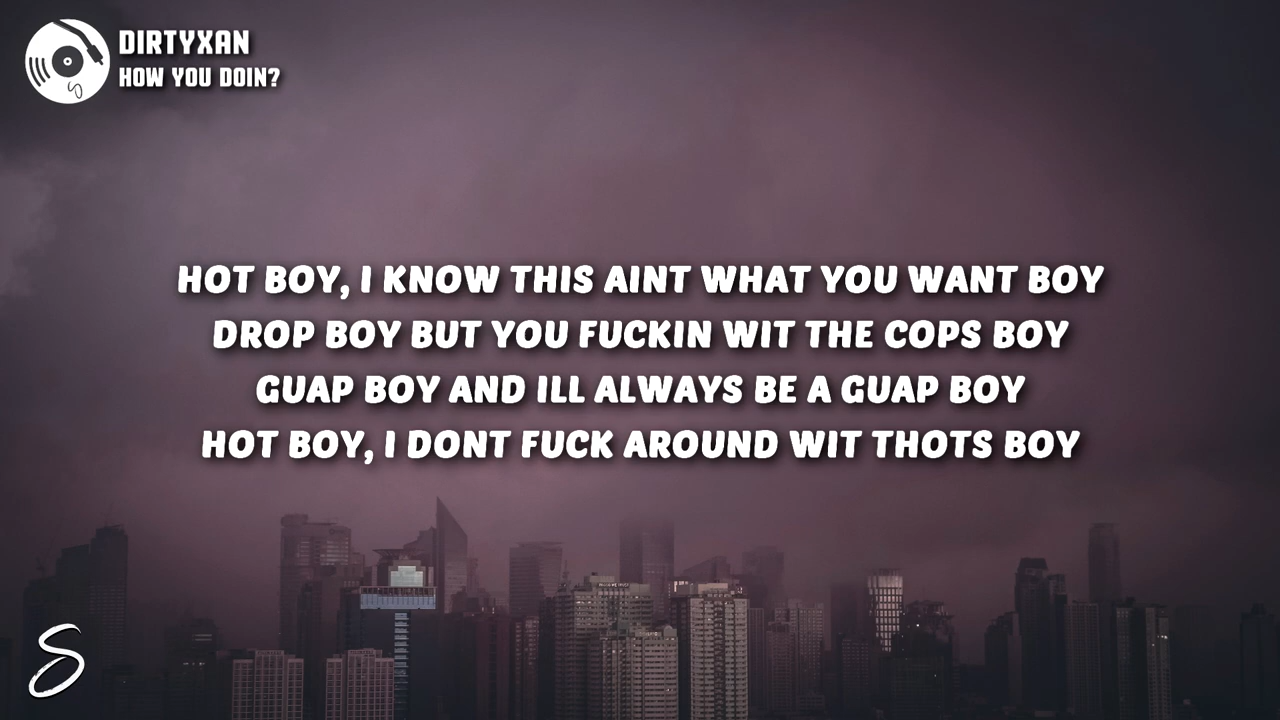 DIRTYXAN
HOW YOU DOIN?
HOT BOY, I KNOW THIS AINT WHAT YOU WANT BOY
DROP BOY BUT YOU FUCKIN WIT THE COPS BOY
GUAP BOY AND ILL ALWAYS BE A GUAP BOY
HOT BOY, I DONT FUCK AROUND WIT THOTS BOY
S